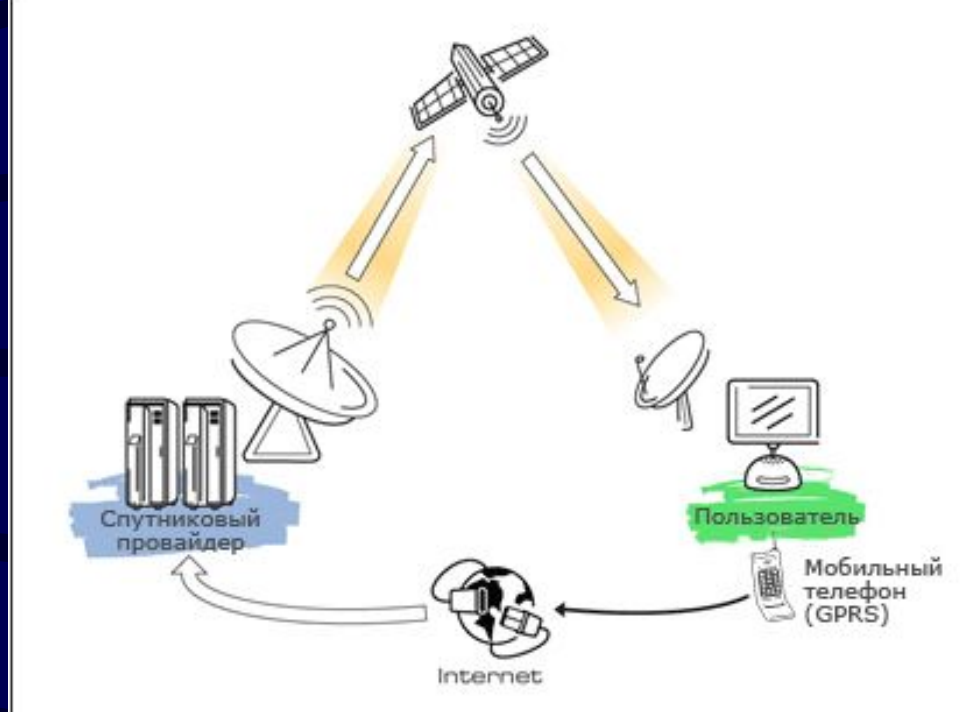 Спутниковый
провайдер
Пользователь
Мобильный
телефон
(GPRS)
Internet